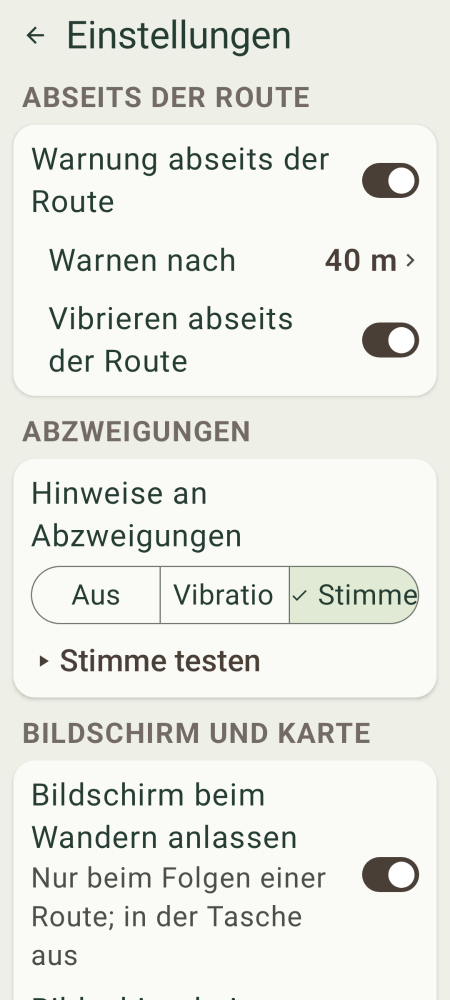 Einstellungen
ABSEITS DER ROUTE
Warnung abseits der
Route
Warnen nach 40 m
Vibrieren abseits
der Route
ABZWEIGUNGEN
Hinweise an
Abzweigungen
Aus Vibratio Stimme
Stimme testen
BILDSCHIRM UND KARTE
Bildschirm beim
Wandern anlassen
Nur beim Folgen einer
Route; in der Tasche
aus